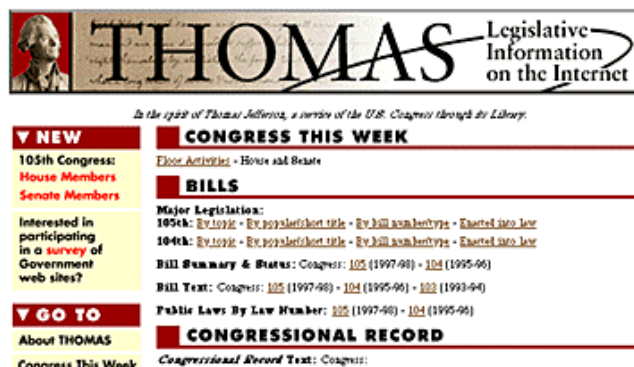 THOMAS
Legislative
Information
on the Internet
In the spirit of Thomas Jefferson, a service of the U.S. Congress through its Library.
▼ NEW
105th Congress:
House Members
Senate Members
Interested in
participating
in a survey of
Government
web sites?
▼ GO TO
About THOMAS
Congress This Week
CONGRESS THIS WEEK
Floor Activities - House and Senate
BILLS
Major Legislation:
105th: By topic - By popular/short title - By bill number/type - Enacted into law
104th: By topic - By popular/short title - By bill number/type - Enacted into law
Bill Summary & Status: Congress: 105 (1997-98) - 104 (1995-96)
Bill Text: Congress: 105 (1997-98) - 104 (1995-96) - 103 (1993-94)
Public Laws By Law Number: 105 (1997-98) - 104 (1995-96)
CONGRESSIONAL RECORD
Congressional Record Text: Congress: